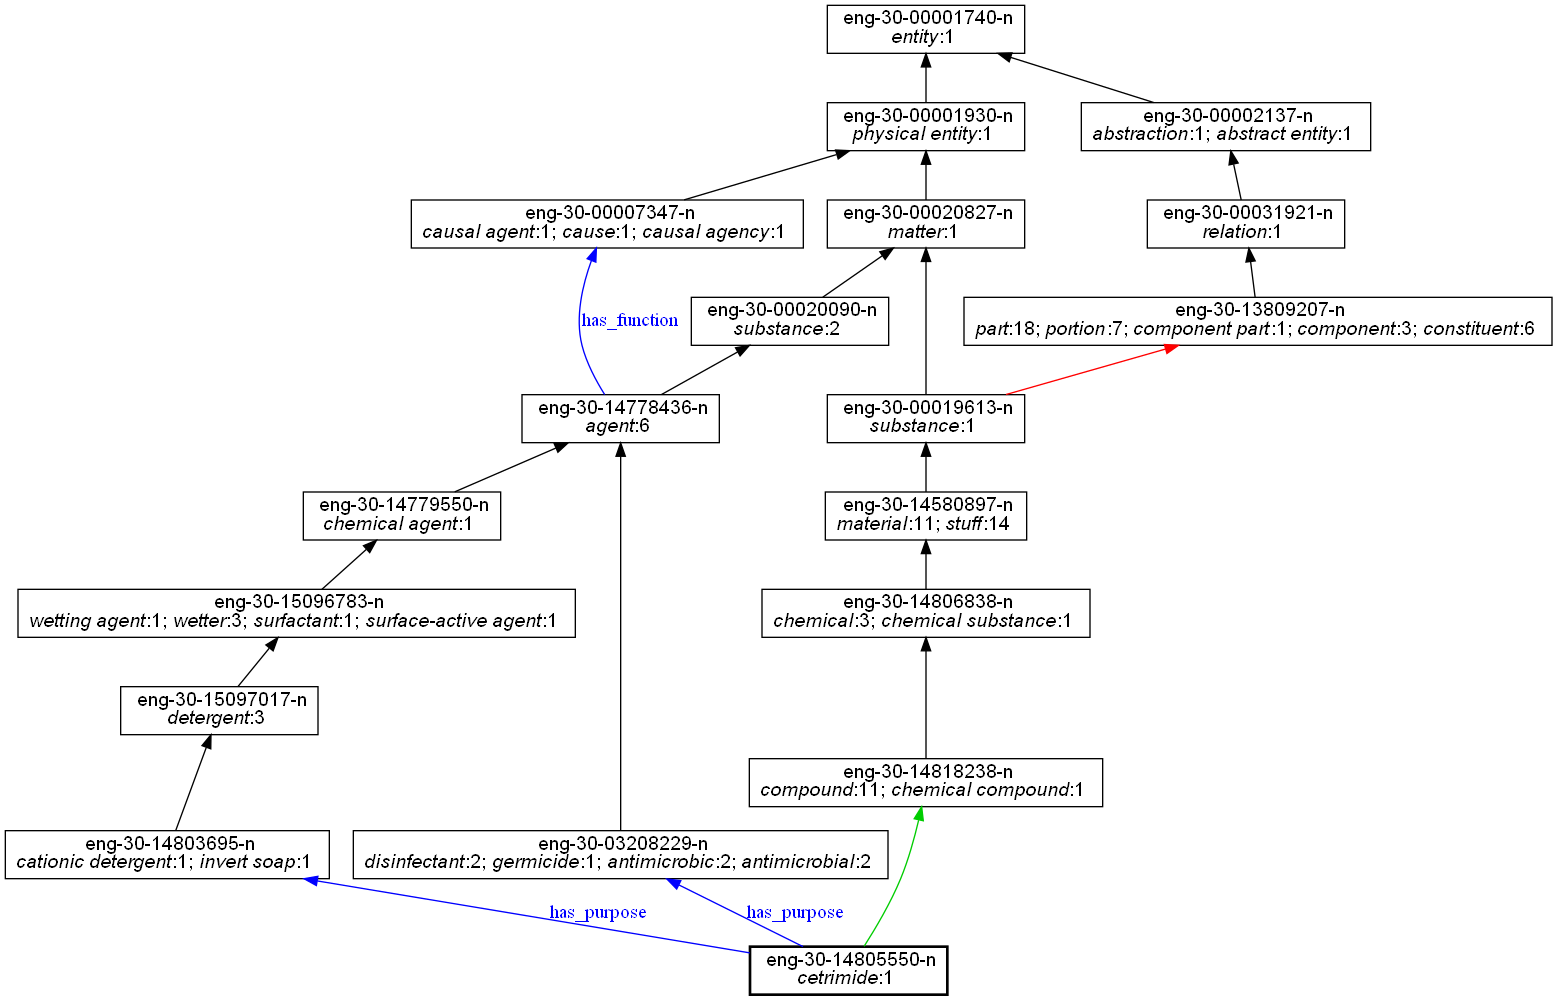 eng-30-00001740-n
entity:1
eng-30-00001930-n
physical entity:1
eng-30-00002137-n
abstraction:1; abstract entity:1
eng-30-00007347-n
causal agent:1; cause:1; causal agency:1
eng-30-00020827-n
matter:1
eng-30-00031921-n
relation:1
has_function
eng-30-00020090-n
substance:2
eng-30-13809207-n
part:18; portion:7; component part:1; component:3; constituent:6
eng-30-14778436-n
agent:6
eng-30-00019613-n
substance:1
eng-30-14779550-n
chemical agent:1
eng-30-14580897-n
material:11; stuff:14
eng-30-15096783-n
wetting agent:1; wetter:3; surfactant:1; surface-active agent:1
eng-30-14806838-n
chemical:3; chemical substance:1
eng-30-15097017-n
detergent:3
eng-30-14818238-n
compound:11; chemical compound:1
eng-30-14803695-n
cationic detergent:1; invert soap:1
eng-30-03208229-n
disinfectant:2; germicide:1; antimicrobic:2; antimicrobial:2
has_purpose
has_purpose
eng-30-14805550-n
cetrimide:1